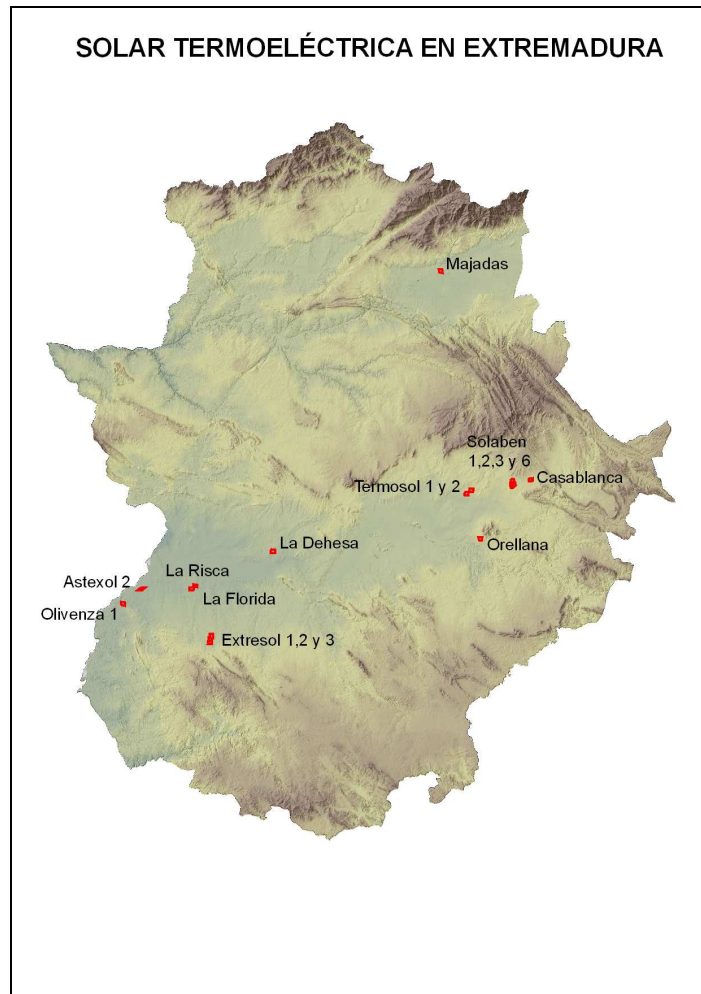 SOLAR TERMOELÉCTRICA EN EXTREMADURA
Majadas
Solaben
1,2,3 y 6
Casablanca
Termosol 1 y 2
Orellana
La Dehesa
La Risca
Astexol 2
La Florida
Olivenza 1
Extresol 1,2 y 3